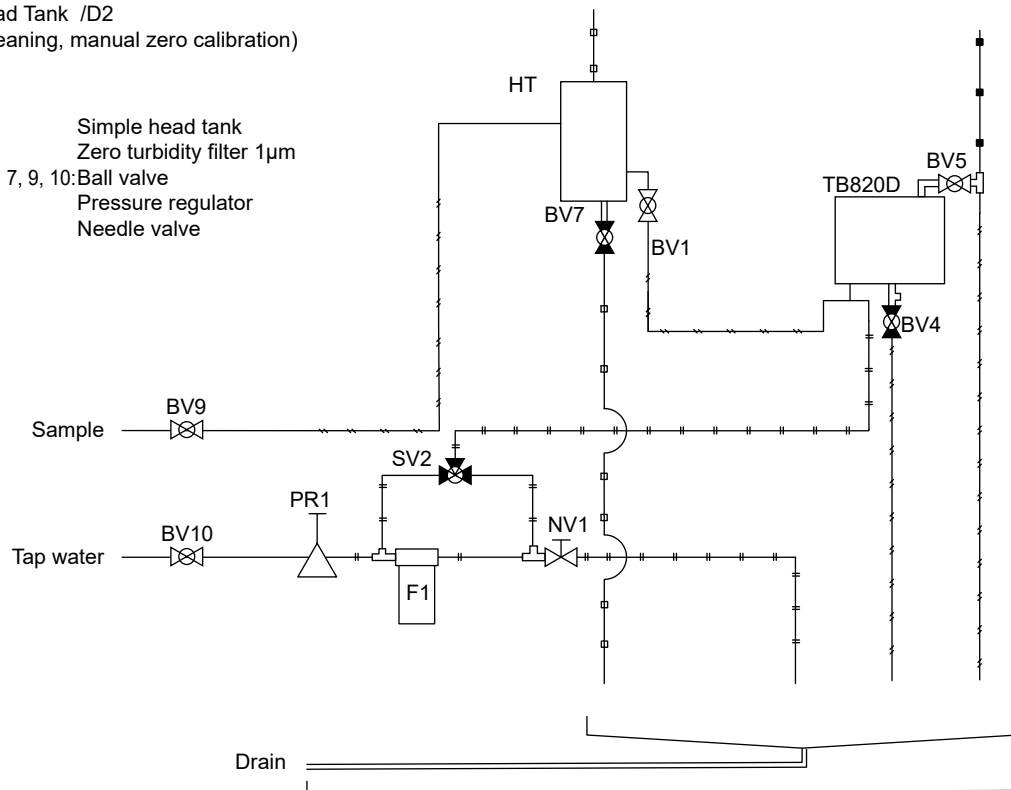 ad Tank /D2
eaning, manual zero calibration)
Simple head tank
Zero turbidity filter 1μm
7, 9, 10:Ball valve
Pressure regulator
Needle valve
HT
BV7
BV1
TB820D
BV5
BV4
Sample
BV9
SV2
PR1
NV1
Tap water
BV10
F1
Drain